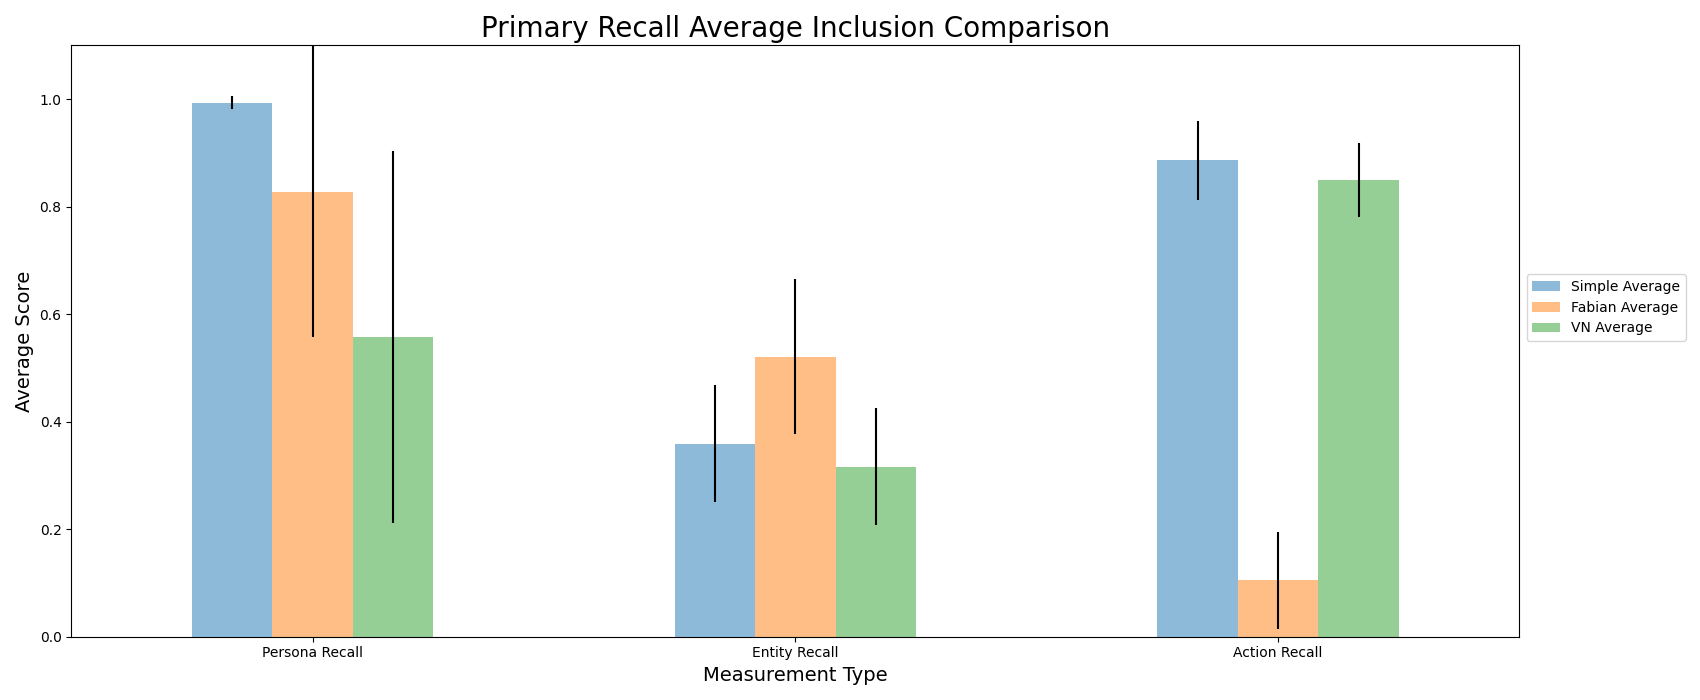 Primary Recall Average Inclusion Comparison
Average Score
1.0
0.8
0.6
0.4
0.2
0.0
Persona Recall
Entity Recall
Action Recall
Measurement Type
Simple Average
Fabian Average
VN Average